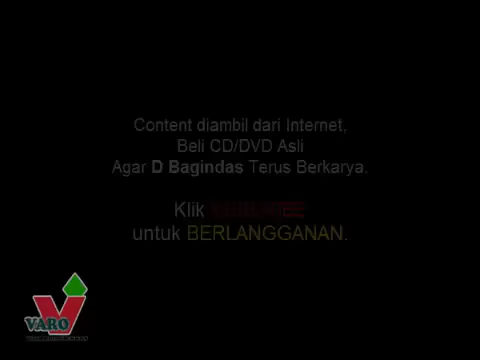 Content diambil dari Internet,
Beli CD/DVD Asli
Agar D Bagindas Terus Berkarya.
Klik
untuk BERLANGGANAN.
VARO